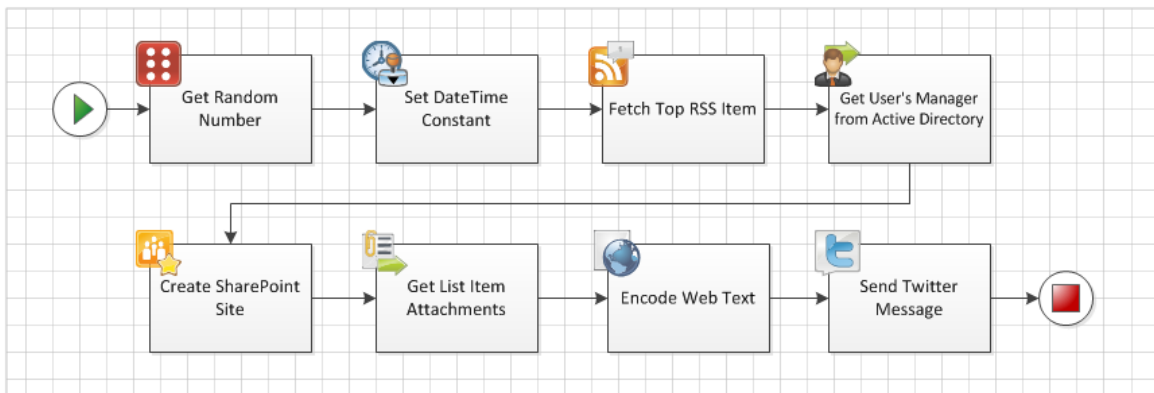 Get Random
Number
Set DateTime
Constant
Fetch Top RSS Item
Get User's Manager
from Active Directory
Create SharePoint
Site
Get List Item
Attachments
Encode Web Text
Send Twitter
Message